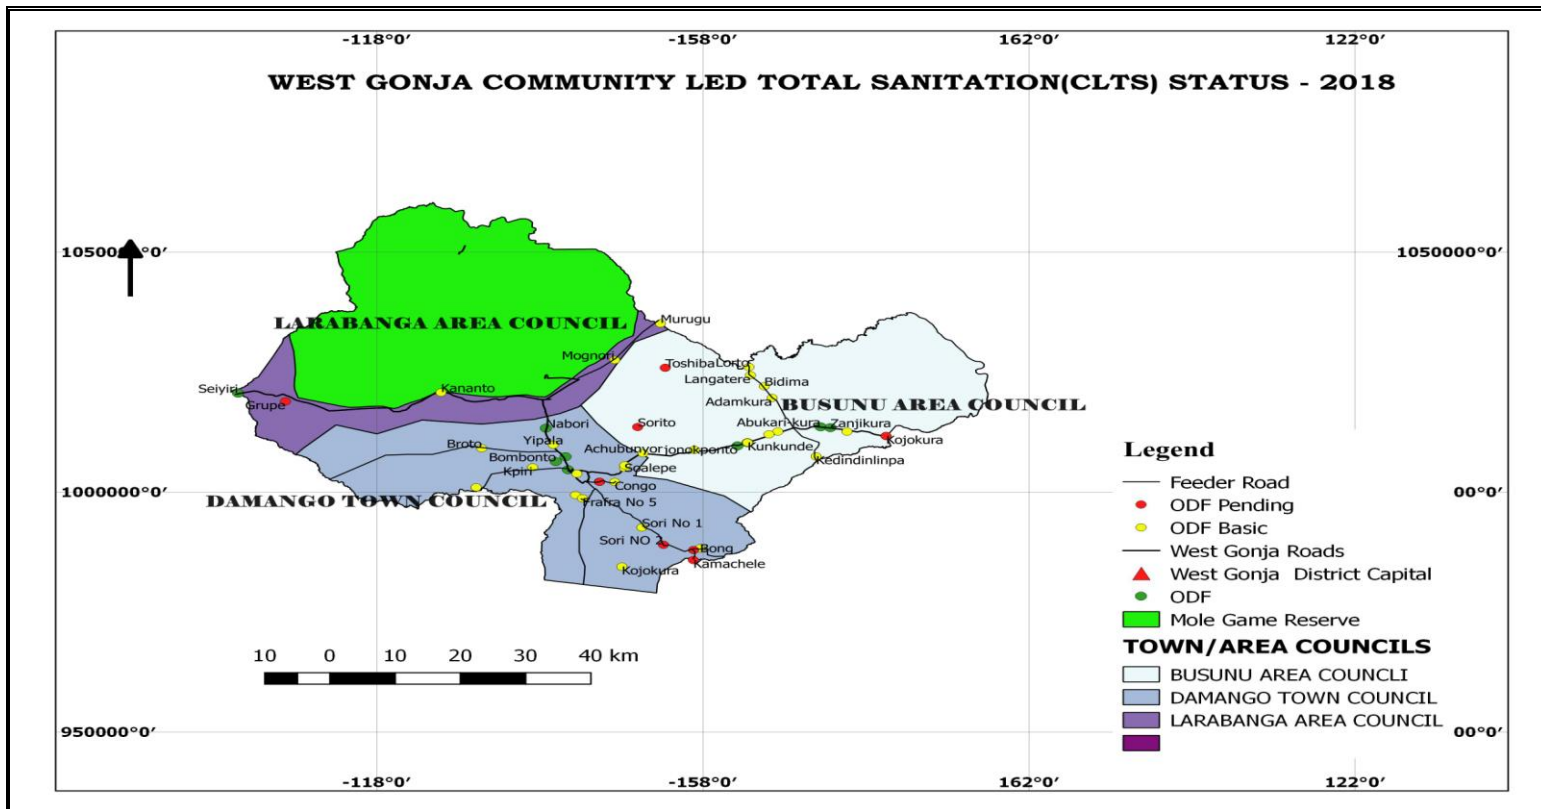 -118°0′ -158°0′ 162°0′ 122°0′
WEST GONJA COMMUNITY LED TOTAL SANITATION(CLTS) STATUS - 2018
1050000°0′ 1050000°0′
LARABANGA AREA COUNCIL
Murugu
Mognori
Toshiba Lorto
Langatere Bidima
Seiyiri Kananto
Grupe
Adamkura
BUSUNU AREA COUNCIL
Nabori Sorito Abukari-kura Zanjikura
Kojokura
Broto Yipala Achubunyor jonokponto Kunkunde
Bombonto Kedindinlinpa
Kpiri Soalepe
Congo
DAMANGO TOWN COUNCIL Frafra No 5
1000000°0′ 00°0′
Sori No 1
Sori NO 2 Bong
Kamachele
Kojokura
Legend
Feeder Road
ODF Pending
ODF Basic
West Gonja Roads
West Gonja District Capital
ODF
Mole Game Reserve
TOWN/AREA COUNCILS
BUSUNU AREA COUNCLI
DAMANGO TOWN COUNCIL
LARABANGA AREA COUNCIL
10 0 10 20 30 40 km
950000°0′ 00°0′
-118°0′ -158°0′ 162°0′ 122°0′